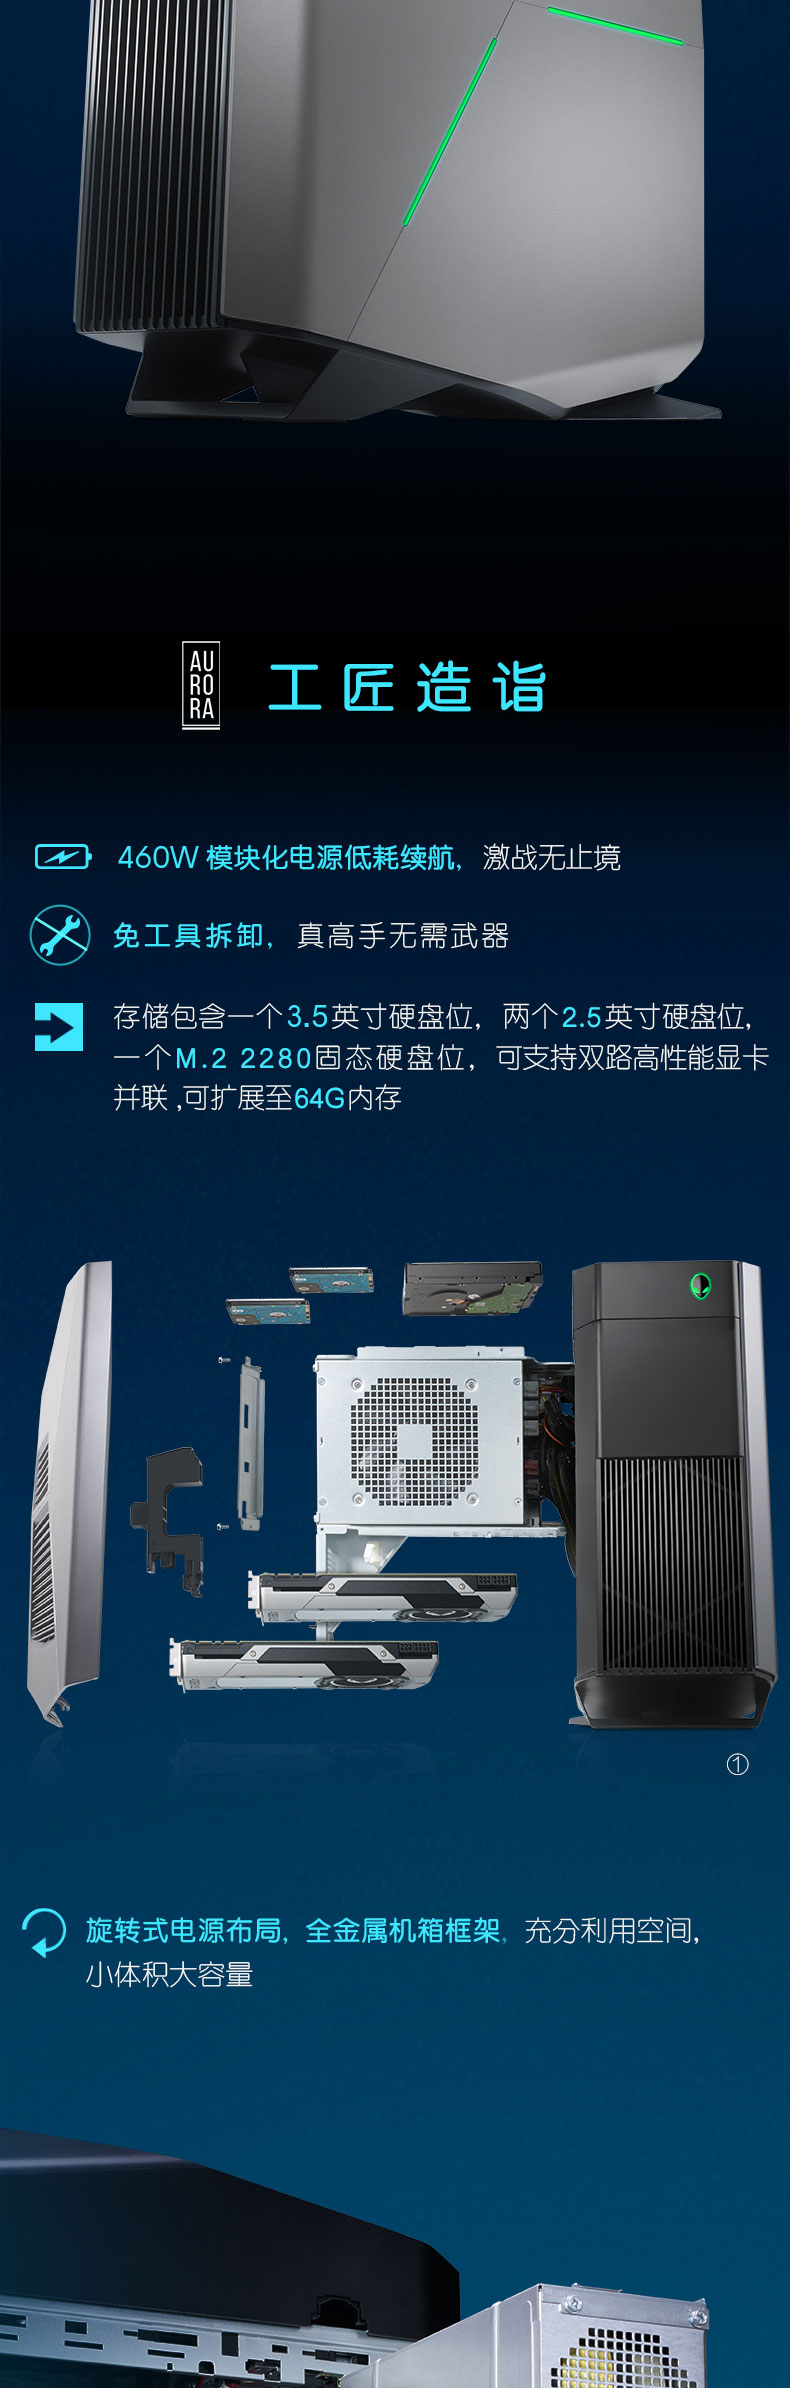 AU
RO
RA
工匠造诣
460W 模块化电源低耗续航，激战无止境
免工具拆卸，真高手无需武器
存储包含一个3.5英寸硬盘位，两个2.5英寸硬盘位，
一个M.2 2280固态硬盘位，可支持双路高性能显卡
并联 ,可扩展至64G内存
①
旋转式电源布局，全金属机箱框架，充分利用空间，
小体积大容量